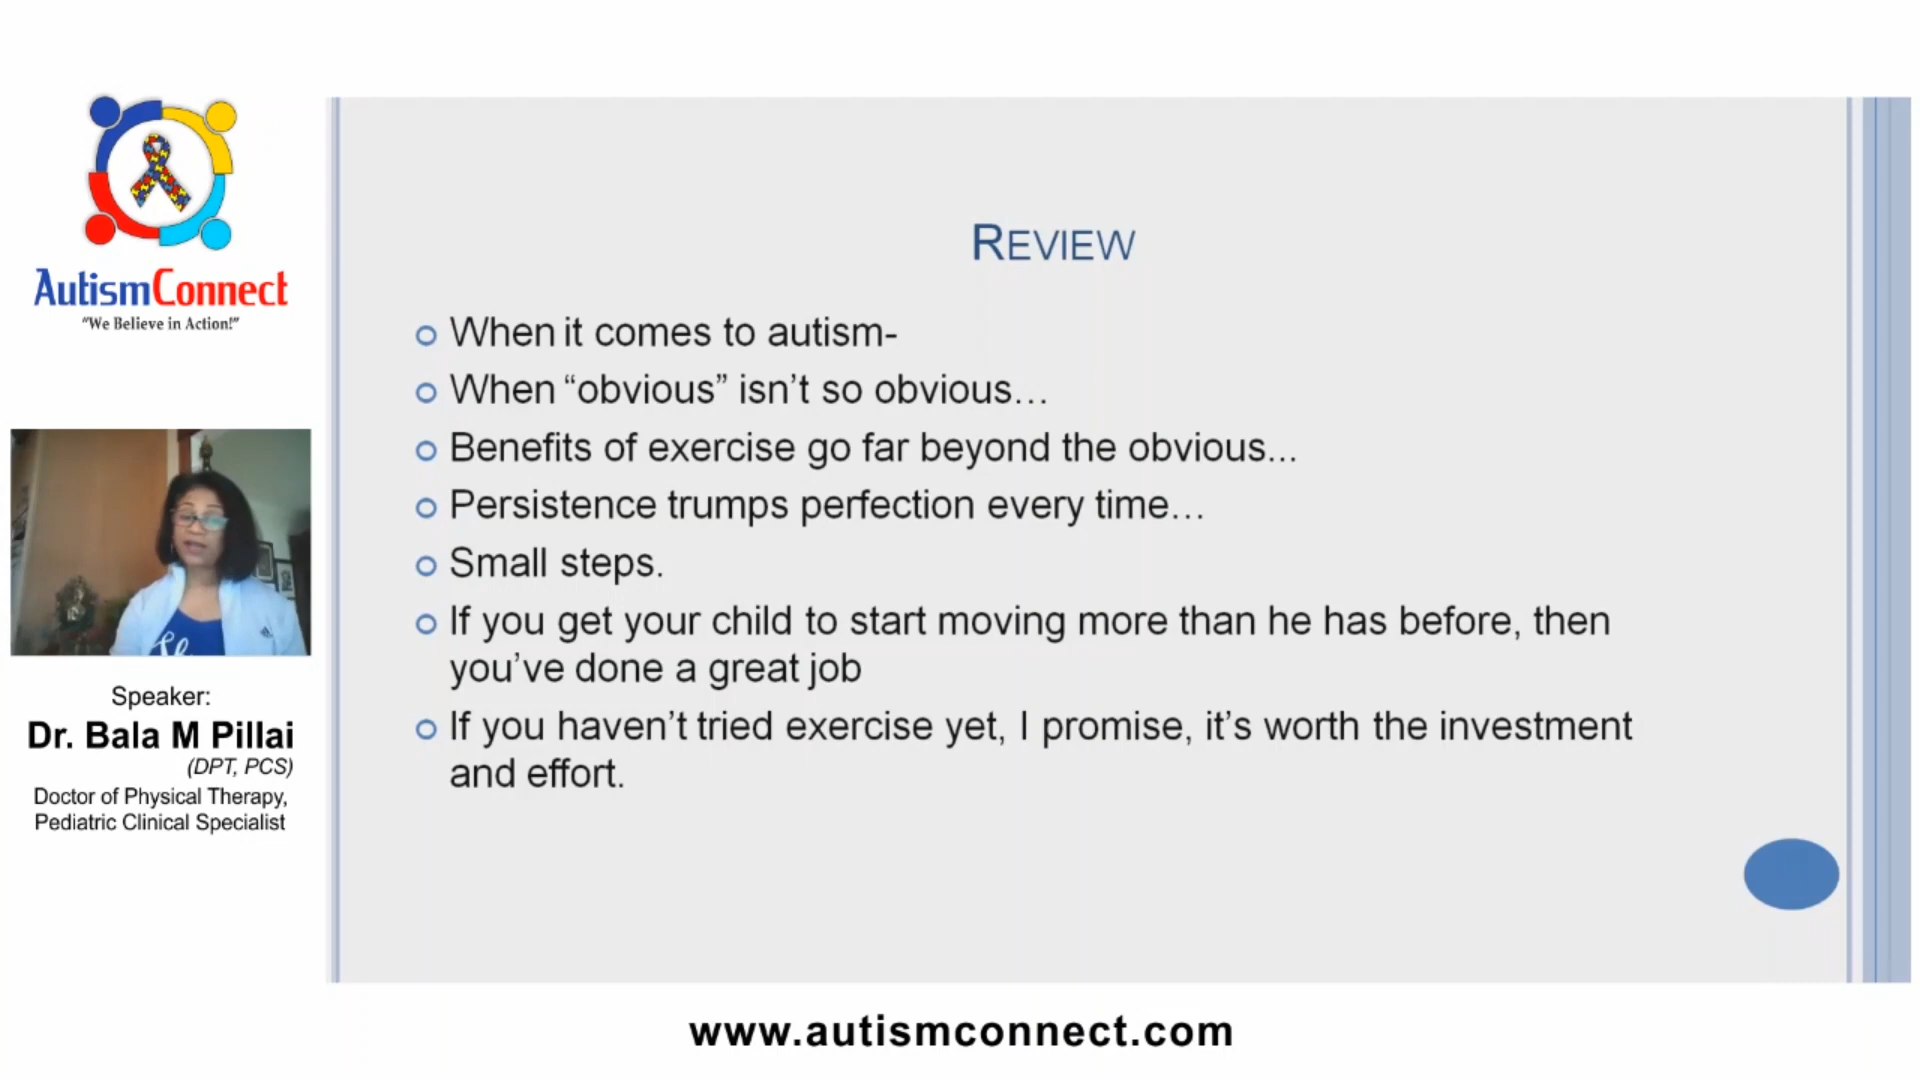 AutismConnect
"We Believe in Action!"
REVIEW
When it comes to autism-
When “obvious” isn’t so obvious…
Benefits of exercise go far beyond the obvious...
Persistence trumps perfection every time…
Small steps.
If you get your child to start moving more than he has before, then
you’ve done a great job
If you haven’t tried exercise yet, I promise, it’s worth the investment
and effort.
Speaker:
Dr. Bala M Pillai
(DPT, PCS)
Doctor of Physical Therapy,
Pediatric Clinical Specialist
www.autismconnect.com